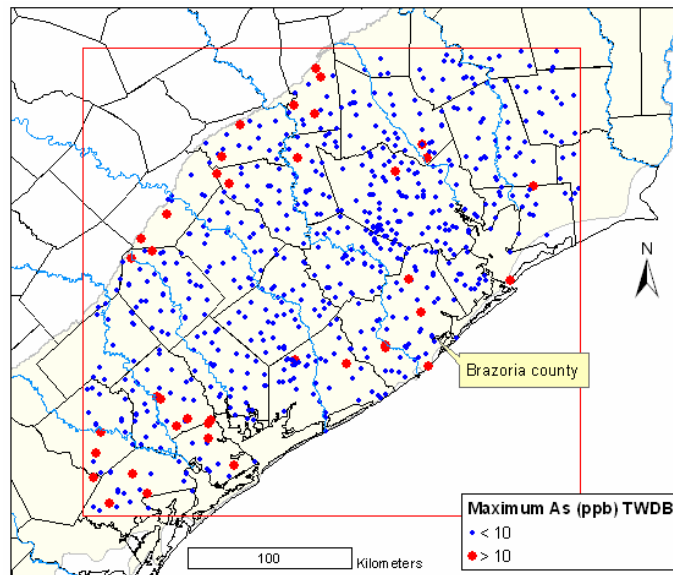 N
Brazoria county
Maximum As (ppb) TWDB
< 10
> 10
100 Kilometers